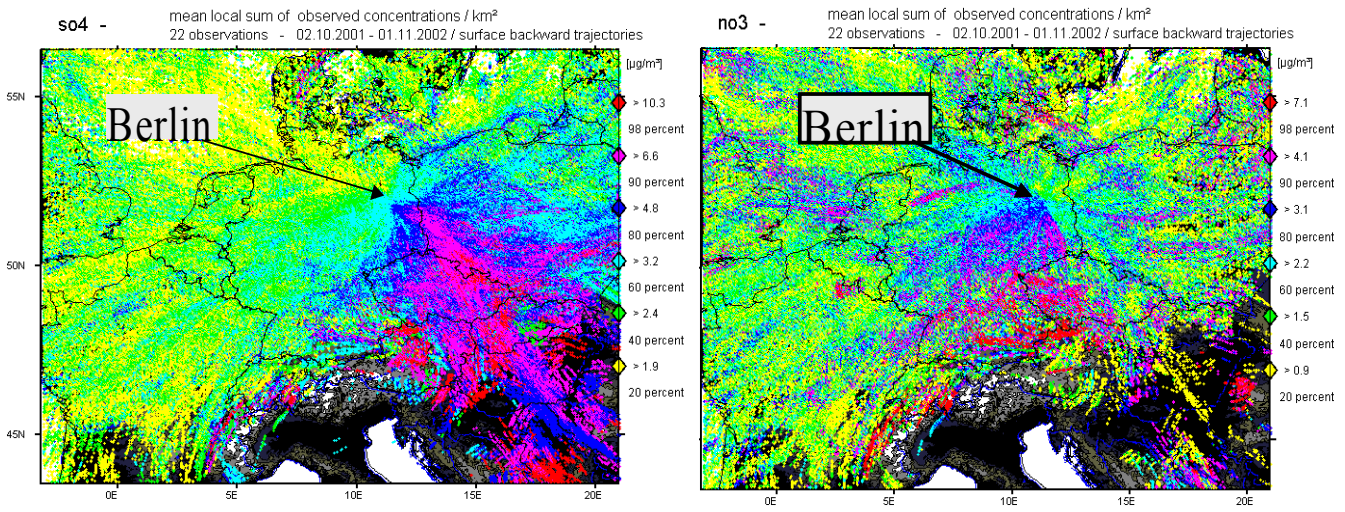 so4 -
mean local sum of observed concentrations / km²
22 observations - 02.10.2001 - 01.11.2002 / surface backward trajectories
[µg/m³]
55N
50N
45N
Berlin
> 10.3
98 percent
> 6.6
90 percent
> 4.8
80 percent
> 3.2
60 percent
> 2.4
40 percent
> 1.9
20 percent
0E
5E
10E
15E
20E
no3 -
mean local sum of observed concentrations / km²
22 observations - 02.10.2001 - 01.11.2002 / surface backward trajectories
[µg/m³]
Berlin
> 7.1
98 percent
> 4.1
90 percent
> 3.1
80 percent
> 2.2
60 percent
> 1.5
40 percent
> 0.9
20 percent
0E
5E
10E
15E
20E